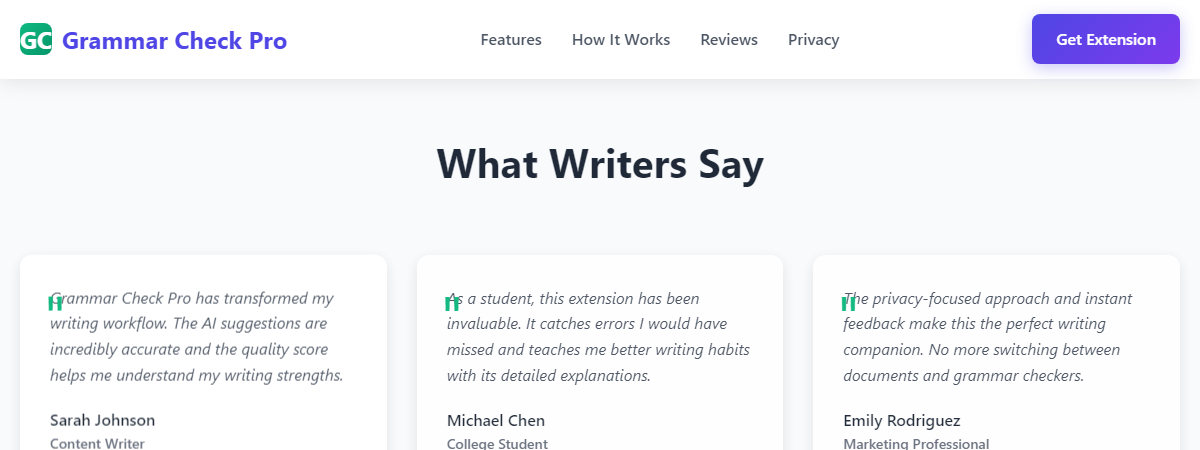 GC Grammar Check Pro Features How It Works Reviews Privacy Get Extension
What Writers Say
"
Grammar Check Pro has transformed my
writing workflow. The AI suggestions are
incredibly accurate and the quality score
helps me understand my writing strengths.
Sarah Johnson
Content Writer
"
As a student, this extension has been
invaluable. It catches errors I would have
missed and teaches me better writing habits
with its detailed explanations.
Michael Chen
College Student
"
The privacy-focused approach and instant
feedback make this the perfect writing
companion. No more switching between
documents and grammar checkers.
Emily Rodriguez
Marketing Professional